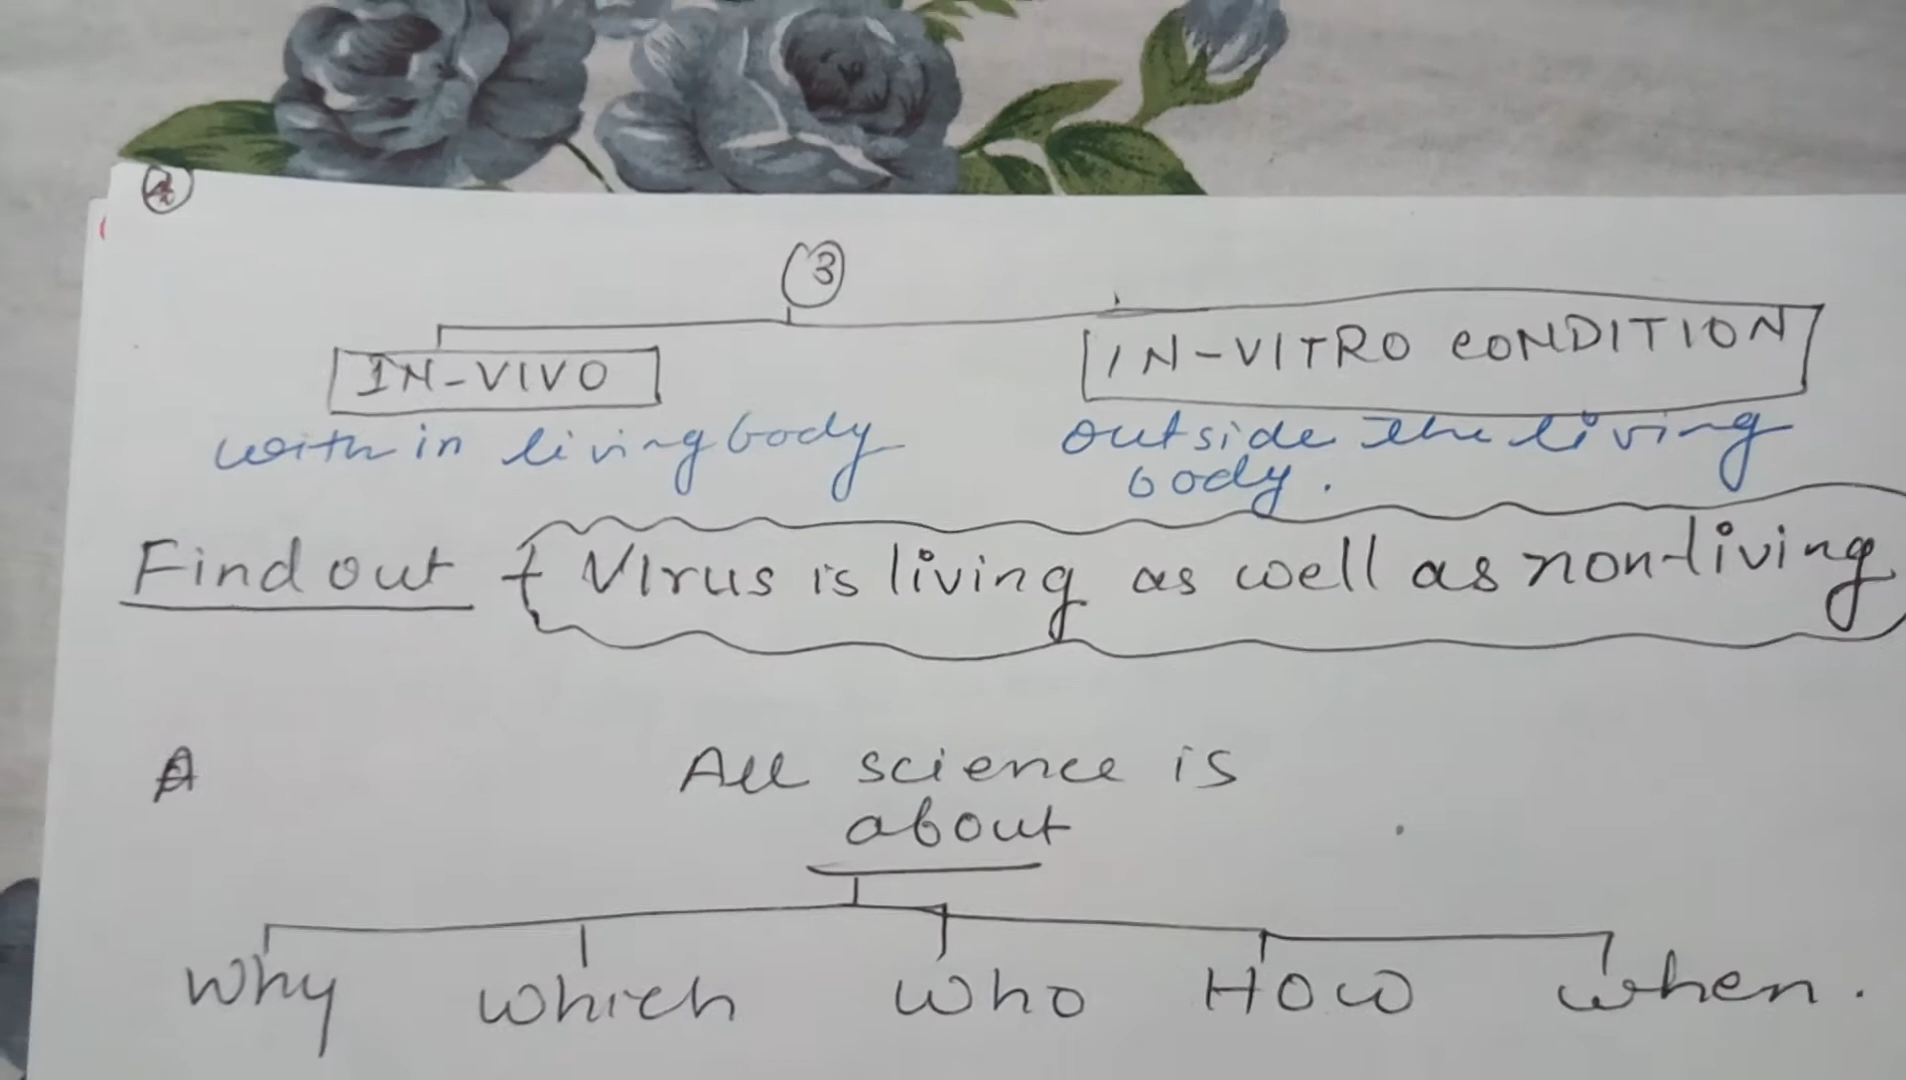 3
IN-VIVO
IN-VITRO CONDITION
with in living body
outside the living
body.
Find out { Virus is living as well as non-living
A
All science is
about
Why which who How when.